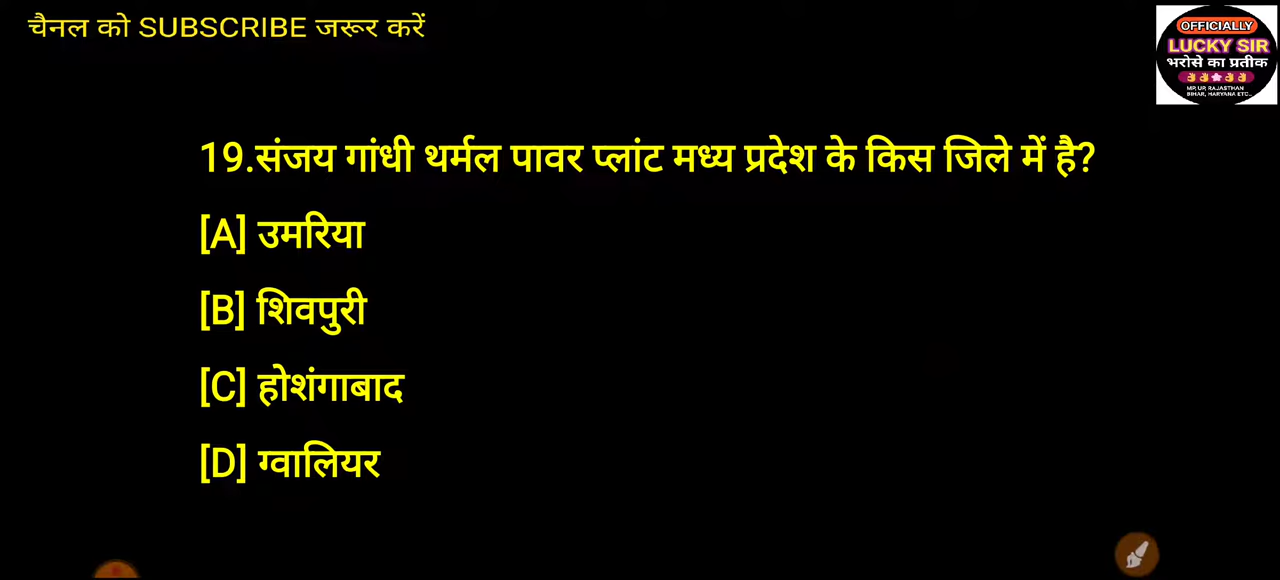 चैनल को SUBSCRIBE जरूर करें
OFFICIALLY
LUCKY SIR
भरोसे का प्रतीक
MP, UP, RAJASTHAN
BIHAR, HARYANA ETC..
19.संजय गांधी थर्मल पावर प्लांट मध्य प्रदेश के किस जिले में है?
[A] उमरिया
[B] शिवपुरी
[C] होशंगाबाद
[D] ग्वालियर